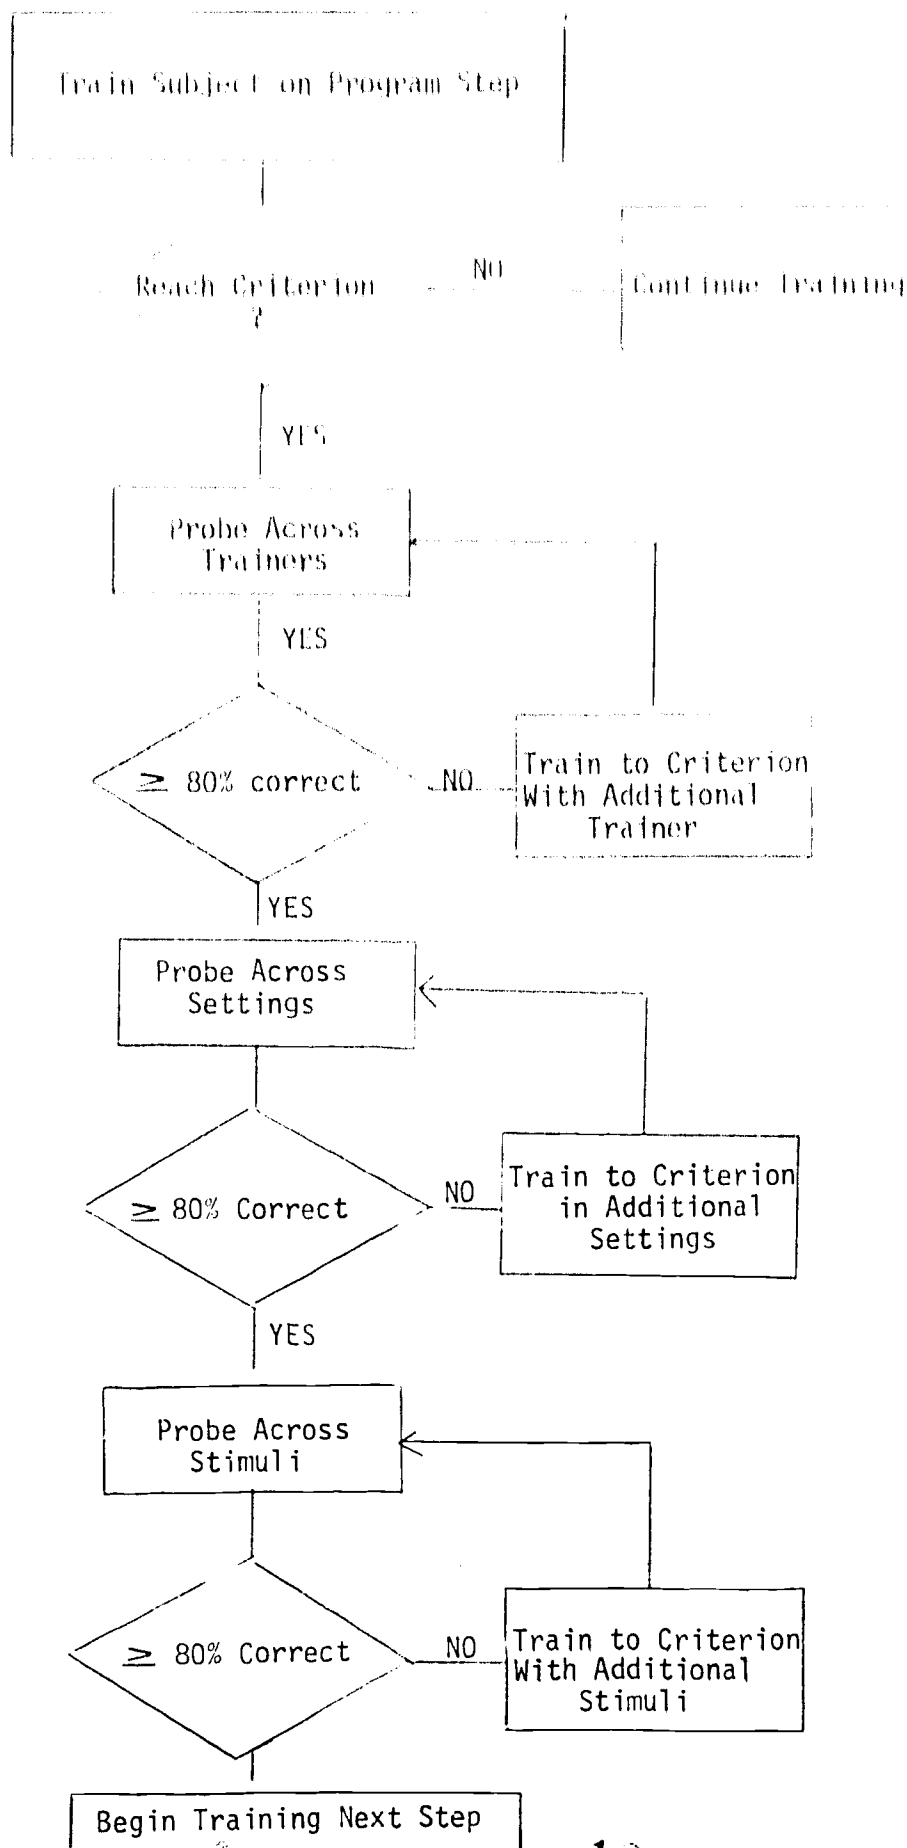 Train Subject on Program Step
Reach Criterion
?
NO
Continue Training
YES
Probe Across
Trainers
YES
≥ 80% correct
NO
Train to Criterion
With Additional
Trainer
YES
Probe Across
Settings
≥ 80% Correct
NO
Train to Criterion
in Additional
Settings
YES
Probe Across
Stimuli
≥ 80% Correct
NO
Train to Criterion
With Additional
Stimuli
Begin Training Next Step